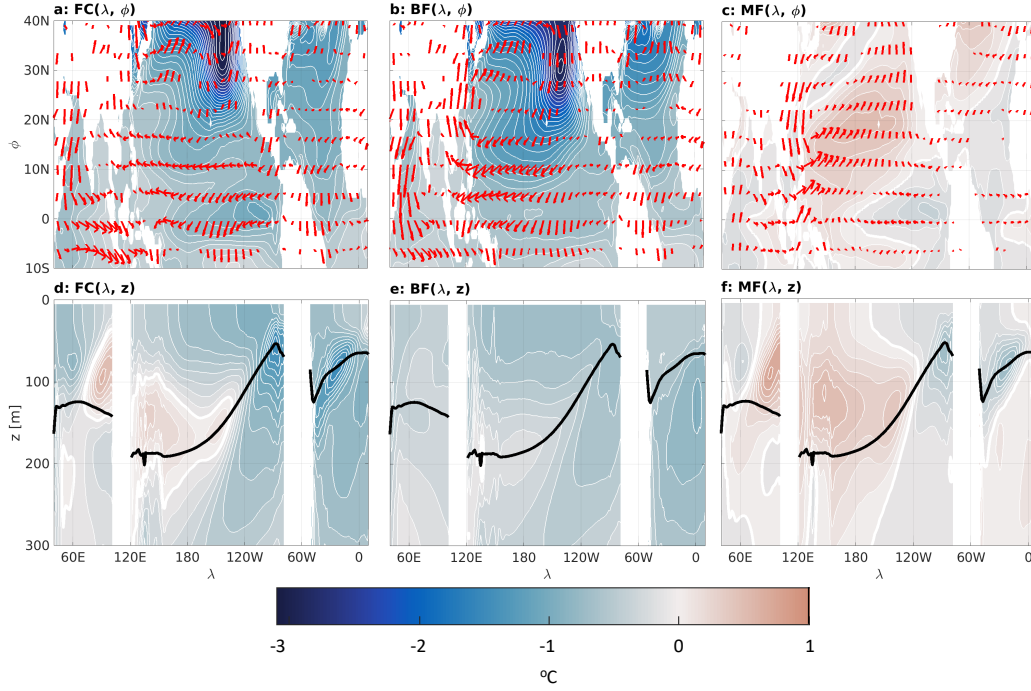 a: FC(λ, ϕ) b: BF(λ, ϕ) c: MF(λ, ϕ)
40N
30N
20N
ϕ
10N
0
10S
d: FC(λ, z) e: BF(λ, z) f: MF(λ, z)
0
100
z [m]
200
300
60E 120E 180 120W 60W 0 60E 120E 180 120W 60W 0 60E 120E 180 120W 60W 0
λ λ λ
-3 -2 -1 0 1
ºC